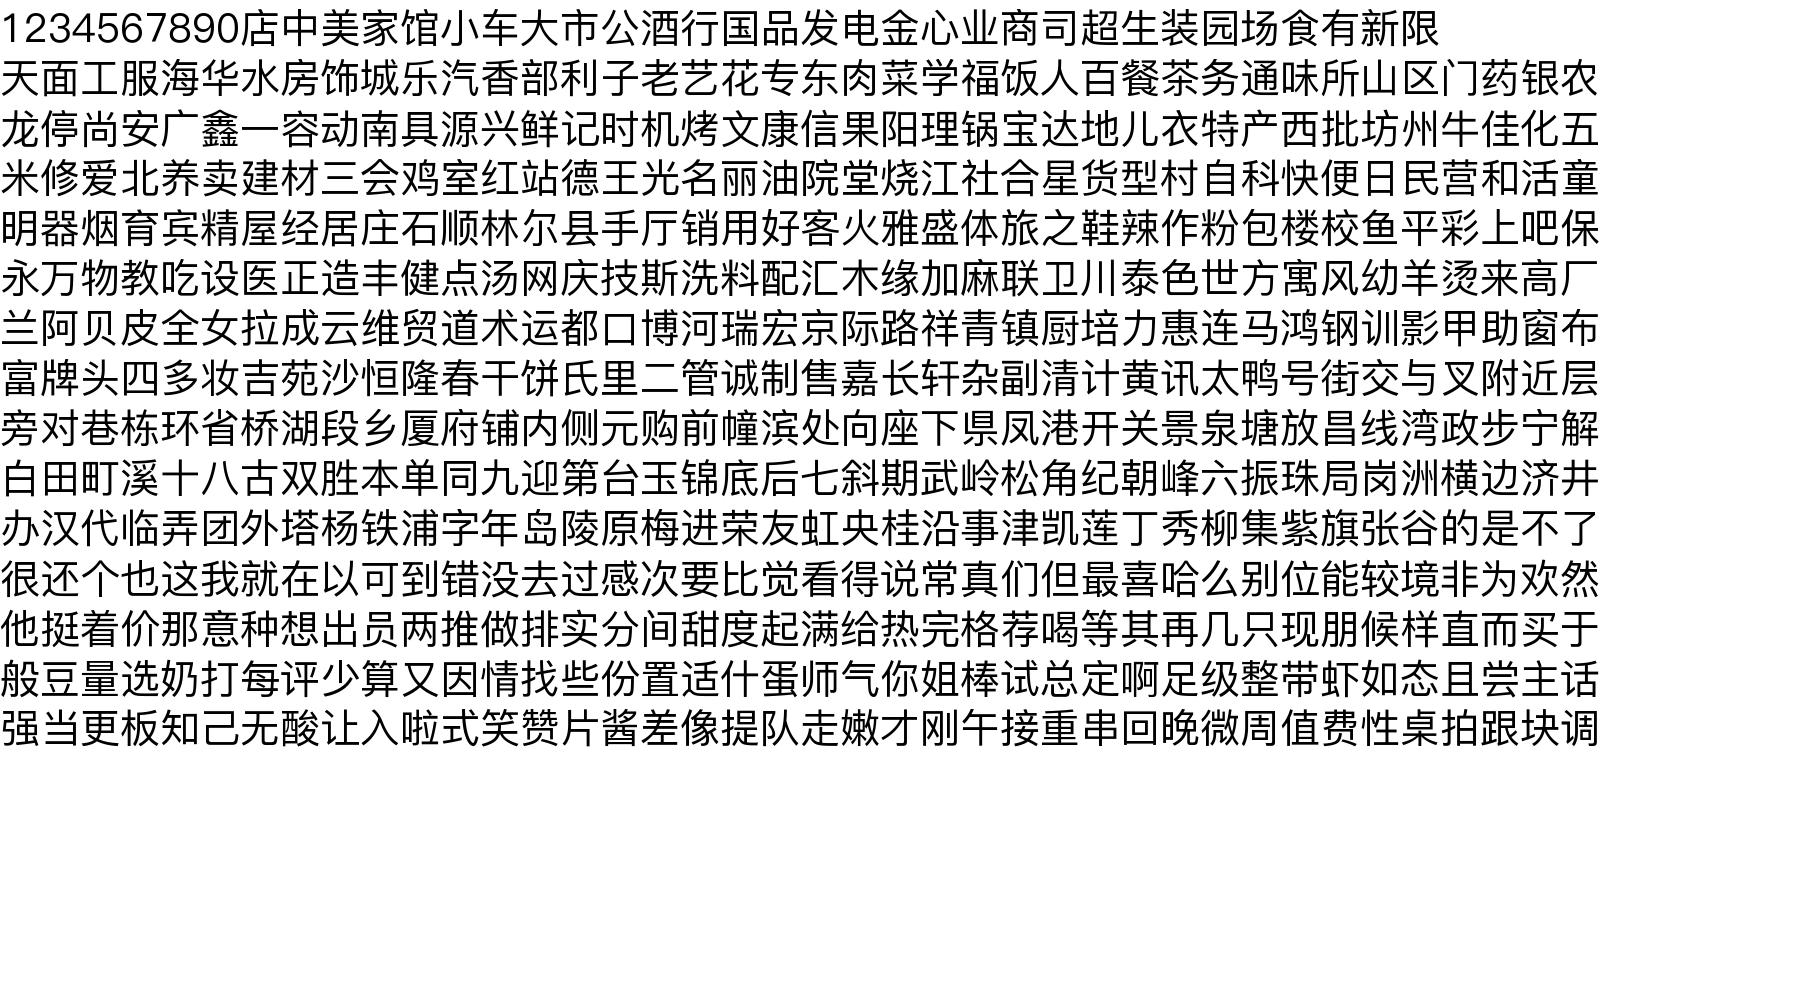 1234567890店中美家馆小车大市公酒行国品发电金心业商司超生装园场食有新限
天面工服海华水房饰城乐汽香部利子老艺花专东肉菜学福饭人百餐茶务通味所山区门药银农
龙停尚安广鑫一容动南具源兴鲜记时机烤文康信果阳理锅宝达地儿衣特产西批坊州牛佳化五
米修爱北养卖建材三会鸡室红站德王光名丽油院堂烧江社合星货型村自科快便日民营和活童
明器烟育宾精屋经居庄石顺林尔县手厅销用好客火雅盛体旅之鞋辣作粉包楼校鱼平彩上吧保
永万物教吃设医正造丰健点汤网庆技斯洗料配汇木缘加麻联卫川泰色世方寓风幼羊烫来高厂
兰阿贝皮全女拉成云维贸道术运都口博河瑞宏京际路祥青镇厨培力惠连马鸿钢训影甲助窗布
富牌头四多妆吉苑沙恒隆春干饼氏里二管诚制售嘉长轩杂副清计黄讯太鸭号街交与叉附近层
旁对巷栋环省桥湖段乡厦府铺内侧元购前幢滨处向座下県凤港开关景泉塘放昌线湾政步宁解
白田町溪十八古双胜本单同九迎第台玉锦底后七斜期武岭松角纪朝峰六振珠局岗洲横边济井
办汉代临弄团外塔杨铁浦字年岛陵原梅进荣友虹央桂沿事津凯莲丁秀柳集紫旗张谷的是不了
很还个也这我就在以可到错没去过感次要比觉看得说常真们但最喜哈么别位能较境非为欢然
他挺着价那意种想出员两推做排实分间甜度起满给热完格荐喝等其再几只现朋候样直而买于
般豆量选奶打每评少算又因情找些份置适什蛋师气你姐棒试总定啊足级整带虾如态且尝主话
强当更板知己无酸让入啦式笑赞片酱差像提队走嫩才刚午接重串回晚微周值费性桌拍跟块调